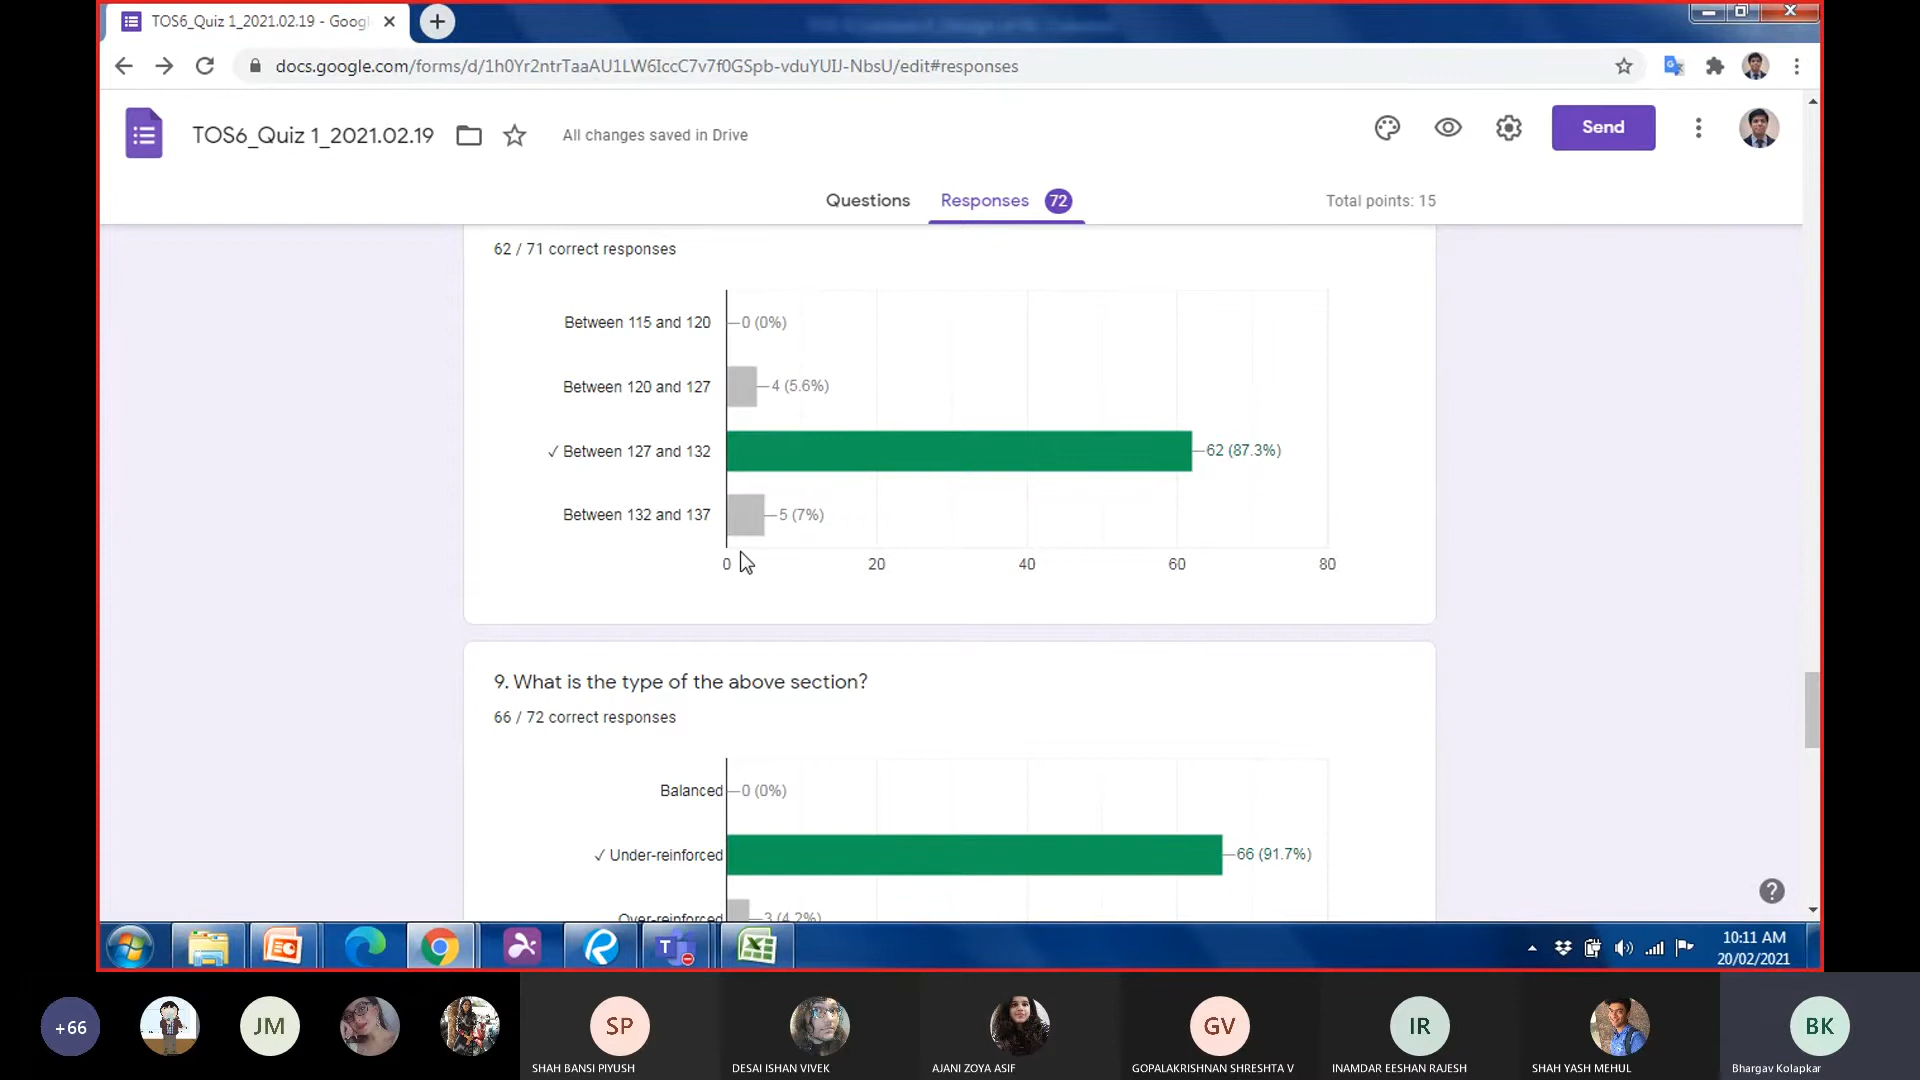 TOS6_Quiz 1_2021.02.19 - Googl
docs.google.com/forms/d/1h0Yr2ntrTaaAU1LW6IccC7v7f0GSpb-vduYUIJ-NbsU/edit#responses
TOS6_Quiz 1_2021.02.19
All changes saved in Drive
Send
Questions
Responses 72
Total points: 15
62 / 71 correct responses
Between 115 and 120 0 (0%)
Between 120 and 127 4 (5.6%)
✓ Between 127 and 132 62 (87.3%)
Between 132 and 137 5 (7%)
0 20 40 60 80
9. What is the type of the above section?
66 / 72 correct responses
Balanced 0 (0%)
✓ Under-reinforced 66 (91.7%)
Over-reinforced 3 (4.2%)
10:11 AM
20/02/2021
+66
JM
SP
GV
IR
BK
SHAH BANSI PIYUSH
DESAI ISHAN VIVEK
AJANI ZOYA ASIF
GOPALAKRISHNAN SHRESHTA V
INAMDAR EESHAN RAJESH
SHAH YASH MEHUL
Bhargav Kolapkar